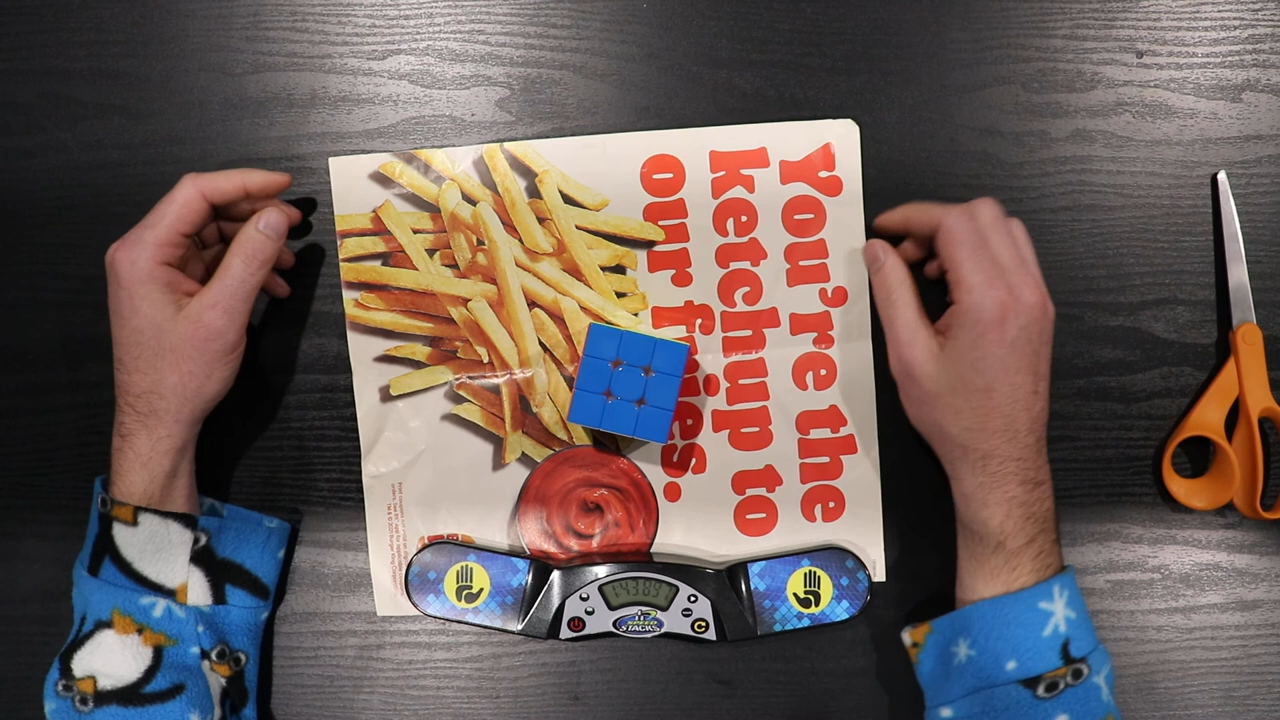 You're the
ketchup to
our fries.
SPEED
STACKS
C